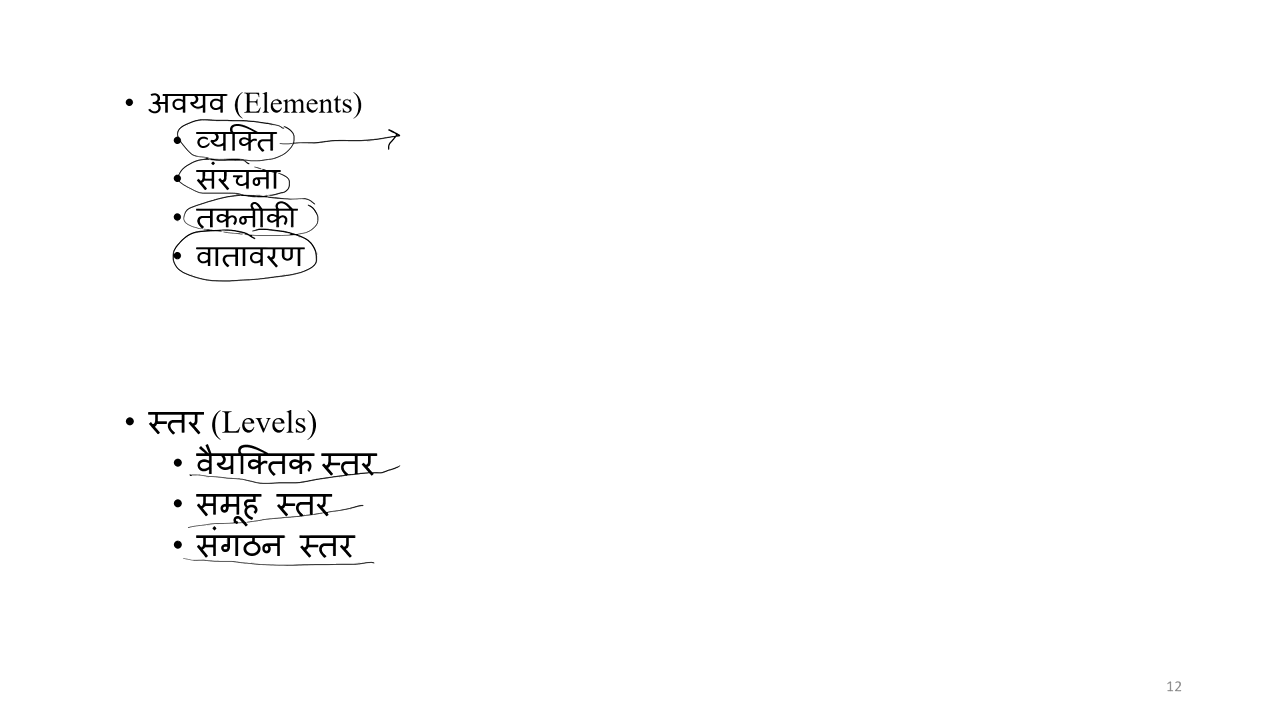 • अवयव (Elements)
• व्यक्ति
• संरचना
• तकनीकी
• वातावरण
• स्तर (Levels)
• वैयक्तिक स्तर
• समूह स्तर
• संगठन स्तर
12